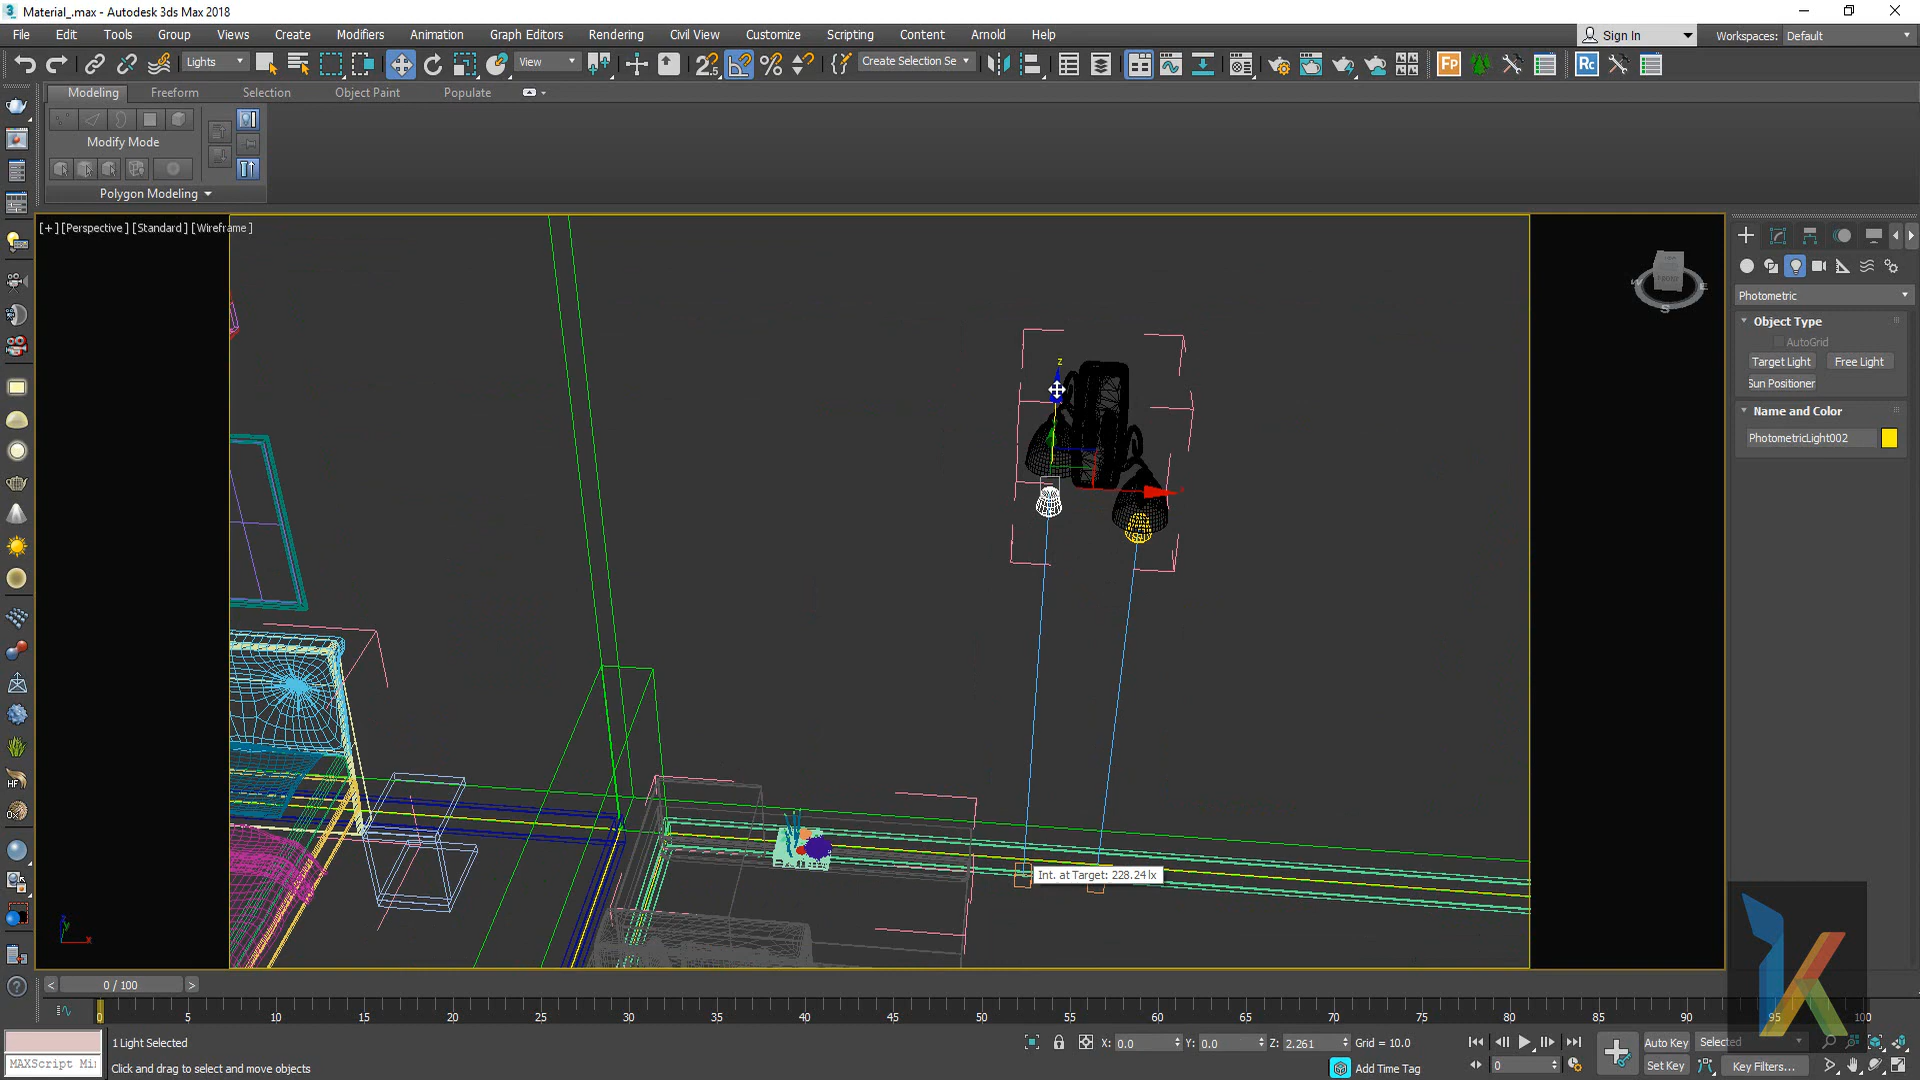 Material_.max - Autodesk 3ds Max 2018
File Edit Tools Group Views Create Modifiers Animation Graph Editors Rendering Civil View Customize Scripting Content Arnold Help
Sign In
Workspaces: Default
Lights
View
Create Selection Se
Fp
Rc
Modeling Freeform Selection Object Paint Populate
Modify Mode
Polygon Modeling
[+] [Perspective] [Standard] [Wireframe]
Photometric
Object Type
AutoGrid
Target Light Free Light
Sun Positioner
Name and Color
PhotometricLight002
z
Int. at Target: 228.24 lx
0 / 100
0 5 10 15 20 25 30 35 40 45 50 55 60 65 70 75 80 85 90 95 100
1 Light Selected
X: 0.0 Y: 0.0 Z: 2.261 Grid = 10.0
Auto Key Selected
MAXScript Mi
Click and drag to select and move objects
Add Time Tag
0
Set Key Key Filters...